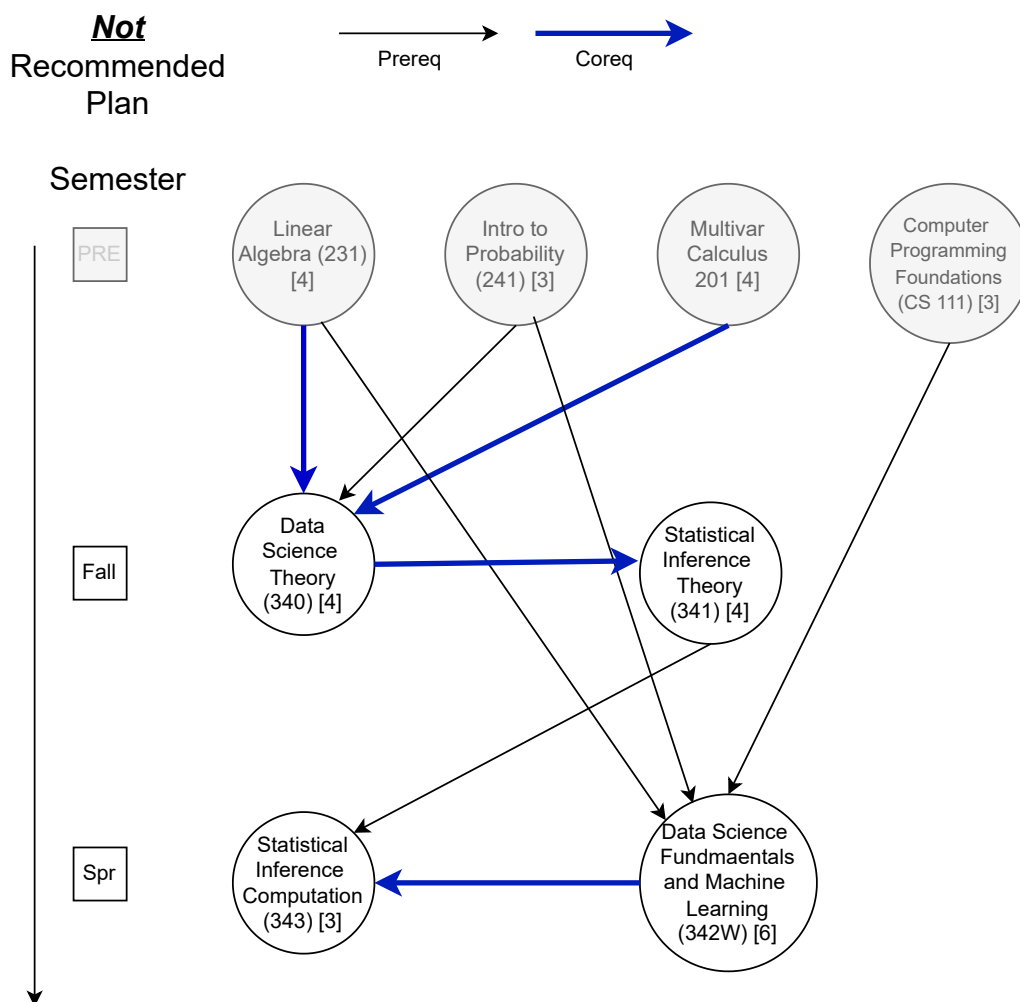 Not
Recommended
Plan
Prereq
Coreq
Semester
PRE
Linear
Algebra (231)
[4]
Intro to
Probability
(241) [3]
Multivar
Calculus
201 [4]
Computer
Programming
Foundations
(CS 111) [3]
Fall
Data
Science
Theory
(340) [4]
Statistical
Inference
Theory
(341) [4]
Spr
Statistical
Inference
Computation
(343) [3]
Data Science
Fundmaentals
and Machine
Learning
(342W) [6]